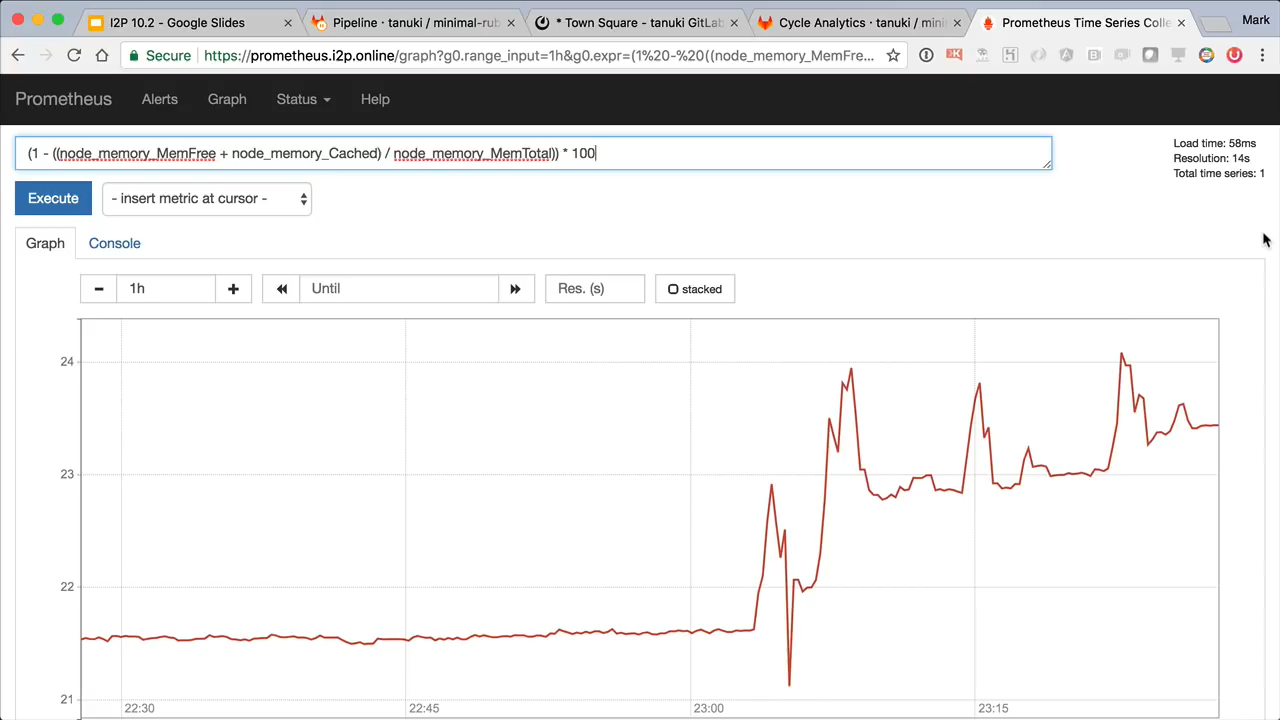 I2P 10.2 - Google Slides
Pipeline · tanuki / minimal-rub
* Town Square - tanuki GitLab
Cycle Analytics · tanuki / mini
Prometheus Time Series Colle
Mark
Secure
https://prometheus.i2p.online/graph?g0.range_input=1h&g0.expr=(1%20-%20((node_memory_MemFre...
Prometheus
Alerts
Graph
Status
Help
(1 - ((node_memory_MemFree + node_memory_Cached) / node_memory_MemTotal)) * 100
Load time: 58ms
Resolution: 14s
Total time series: 1
Execute
- insert metric at cursor -
Graph
Console
1h
Until
Res. (s)
stacked
24
23
22
21
22:30
22:45
23:00
23:15